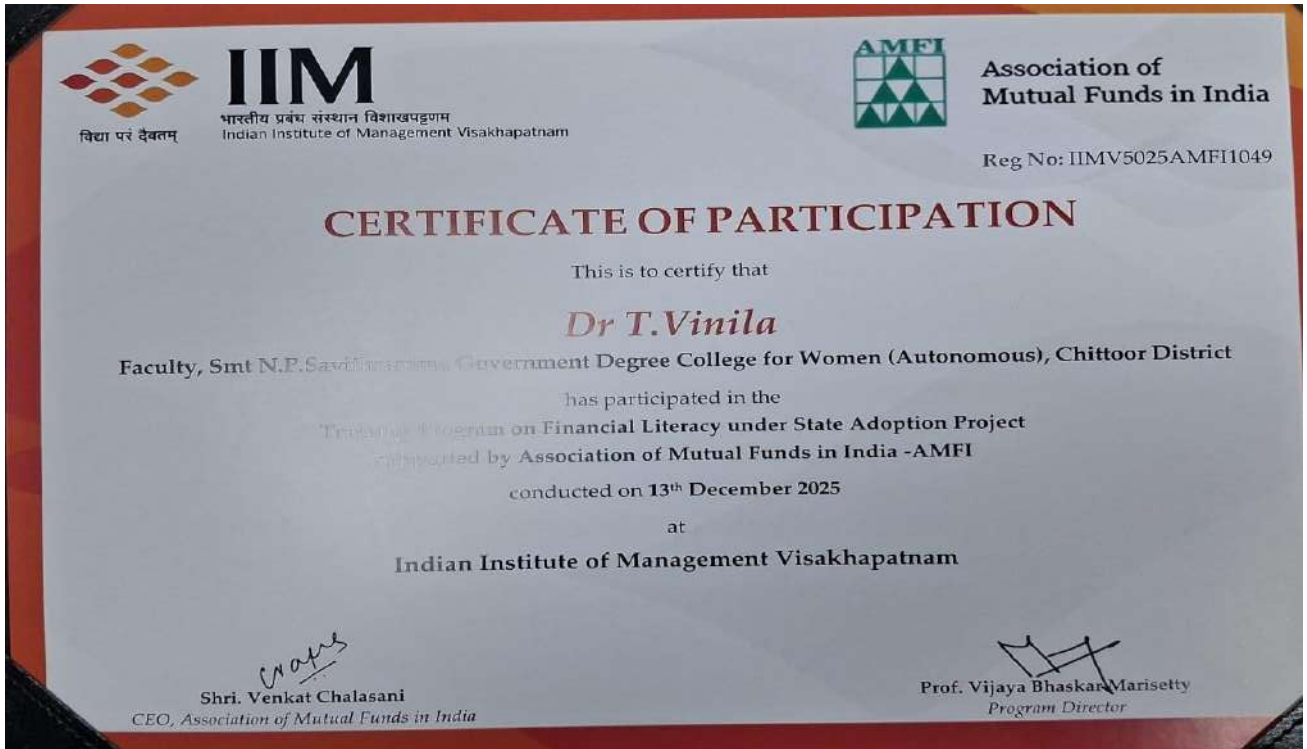 IIM
भारतीय प्रबंध संस्थान विशाखपट्टणम
Indian Institute of Management Visakhapatnam
विद्या परं दैवतम्
AMFI
Association of
Mutual Funds in India
Reg No: IIMV5025AMFI1049
CERTIFICATE OF PARTICIPATION
This is to certify that
Dr T.Vinila
Faculty, Smt N.P. Government Degree College for Women (Autonomous), Chittoor District
has participated in the
Training Program on Financial Literacy under State Adoption Project
by Association of Mutual Funds in India -AMFI
conducted on 13th December 2025
at
Indian Institute of Management Visakhapatnam
Shri. Venkat Chalasani
CEO, Association of Mutual Funds in India
Prof. Vijaya Bhaskar Marisetty
Program Director